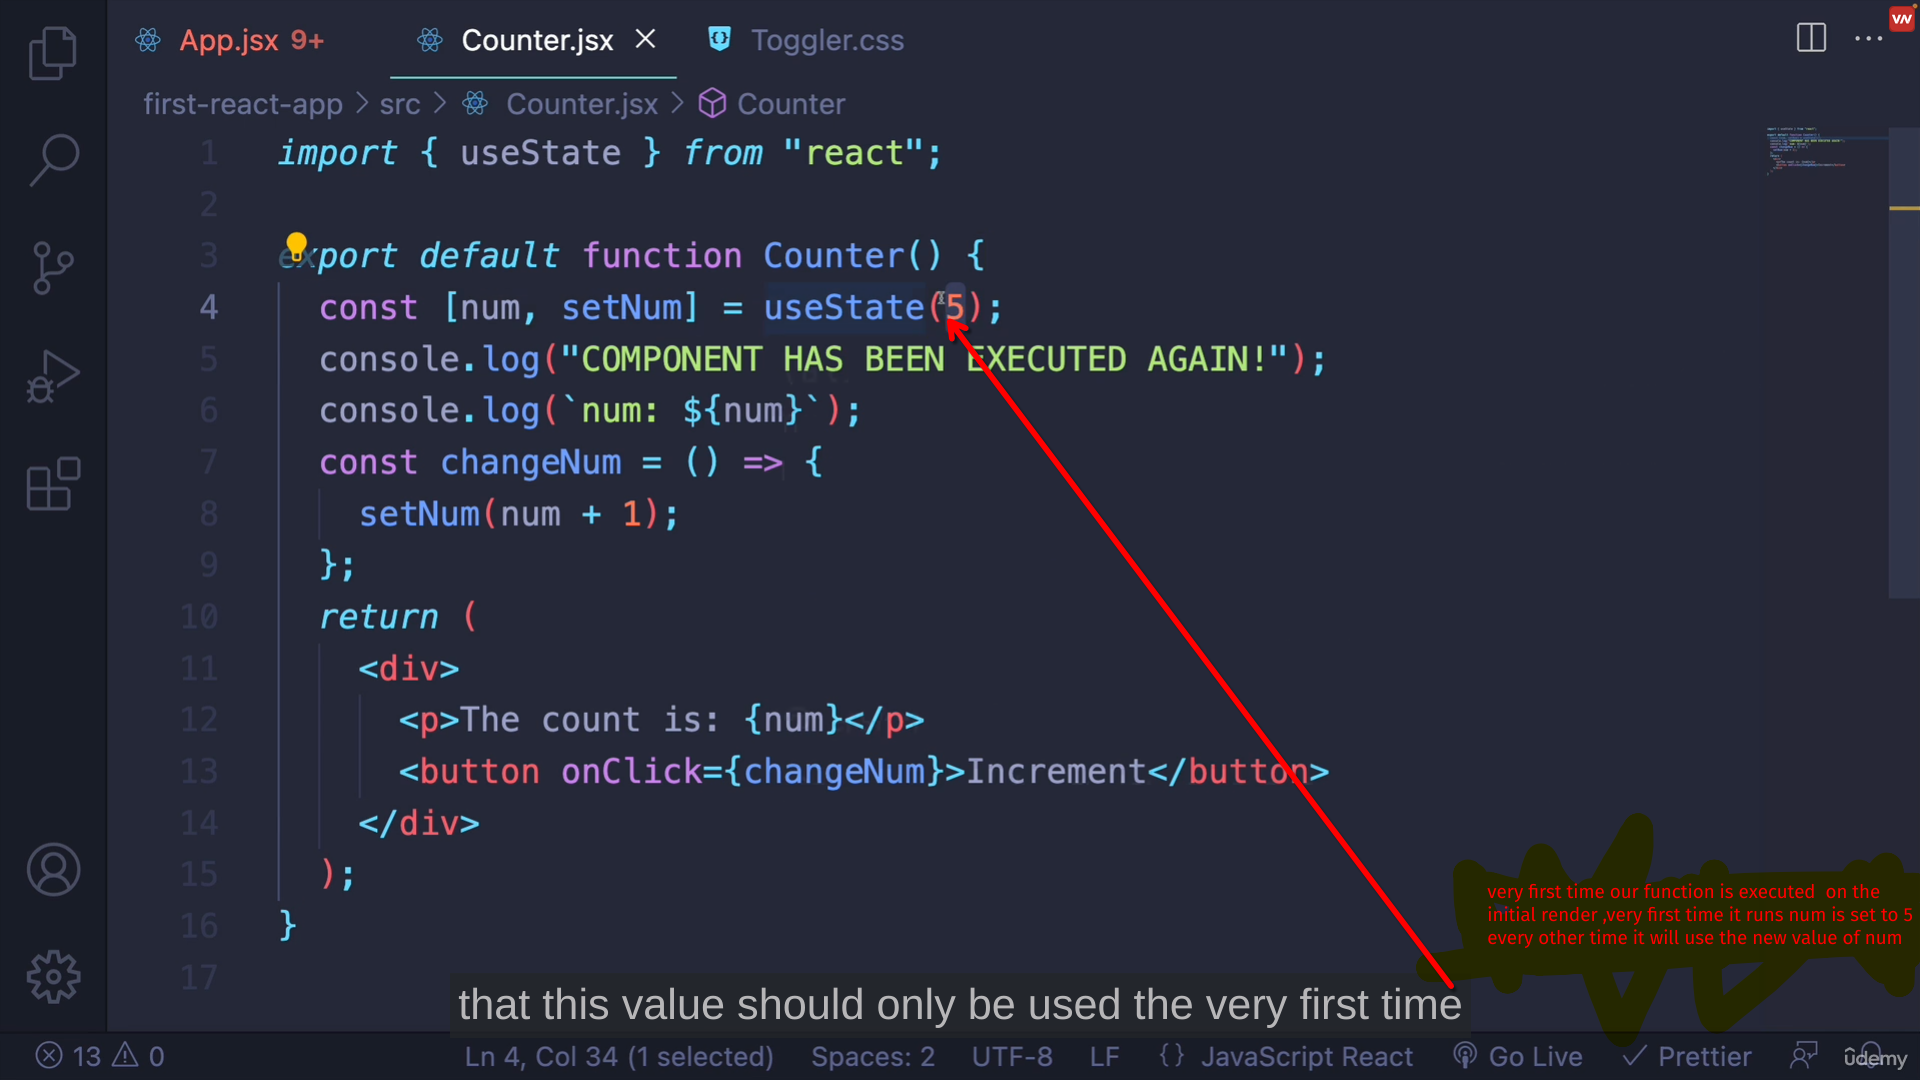 App.jsx 9+
Counter.jsx
Toggler.css
first-react-app > src > Counter.jsx > Counter
1 import { useState } from "react";
2
3 export default function Counter() {
4 const [num, setNum] = useState(5);
5 console.log("COMPONENT HAS BEEN EXECUTED AGAIN!");
6 console.log(`num: ${num}`);
7 const changeNum = () => {
8 setNum(num + 1);
9 };
10 return (
11 <div>
12 <p>The count is: {num}</p>
13 <button onClick={changeNum}>Increment</button>
14 </div>
15 );
16 }
17
very first time our function is executed on the
initial render ,very first time it runs num is set to 5
every other time it will use the new value of num
that this value should only be used the very first time
13 0 Ln 4, Col 34 (1 selected) Spaces: 2 UTF-8 LF {} JavaScript React Go Live Prettier
udemy